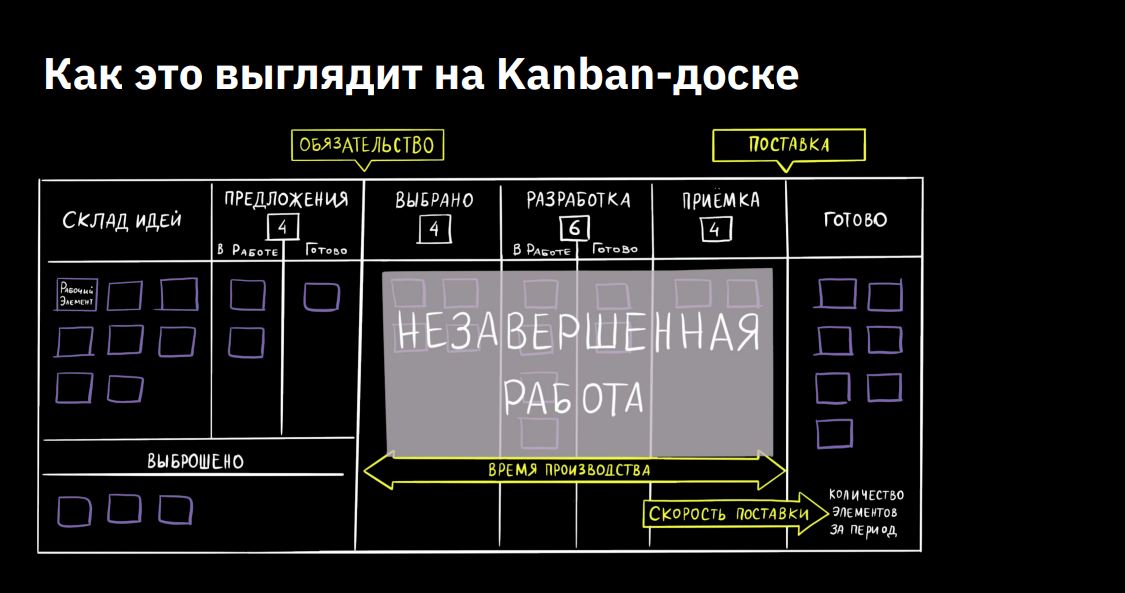 Как это выглядит на Kanban-доске
ОБЯЗАТЕЛЬСТВО
ПОСТАВКА
СКЛАД ИДЕЙ
ПРЕДЛОЖЕНИЯ
4
В РАБОТЕ
ГОТОВО
ВЫБРАНО
4
РАЗРАБОТКА
6
В РАБОТЕ
ГОТОВО
ПРИЁМКА
4
ГОТОВО
РАБОЧИЙ
ЭЛЕМЕНТ
НЕЗАВЕРШЕННАЯ
РАБОТА
ВЫБРОШЕНО
ВРЕМЯ ПРОИЗВОДСТВА
СКОРОСТЬ ПОСТАВКИ
КОЛИЧЕСТВО
ЭЛЕМЕНТОВ
ЗА ПЕРИОД